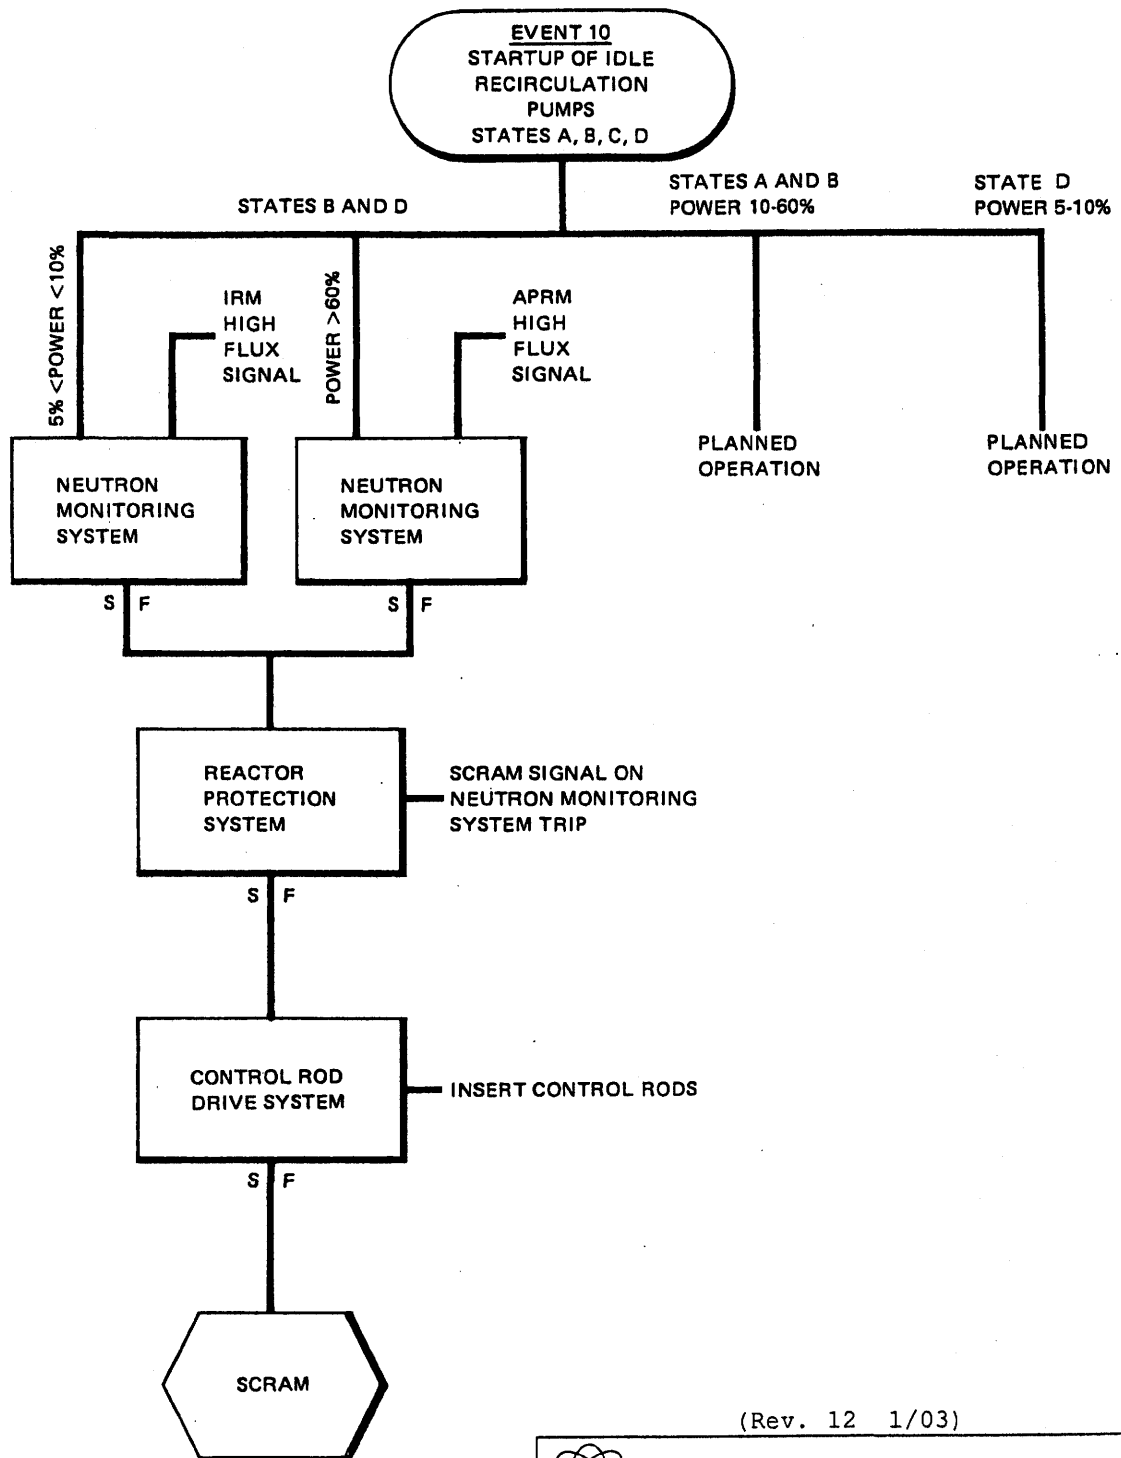 EVENT 10
STARTUP OF IDLE
RECIRCULATION
PUMPS
STATES A, B, C, D
STATES B AND D
STATES A AND B
POWER 10-60%
STATE D
POWER 5-10%
5% <POWER <10%
IRM
HIGH
FLUX
SIGNAL
POWER >60%
APRM
HIGH
FLUX
SIGNAL
PLANNED
OPERATION
PLANNED
OPERATION
NEUTRON
MONITORING
SYSTEM
NEUTRON
MONITORING
SYSTEM
S F
S F
REACTOR
PROTECTION
SYSTEM
SCRAM SIGNAL ON
NEUTRON MONITORING
SYSTEM TRIP
S F
CONTROL ROD
DRIVE SYSTEM
INSERT CONTROL RODS
S F
SCRAM
(Rev. 12 1/03)